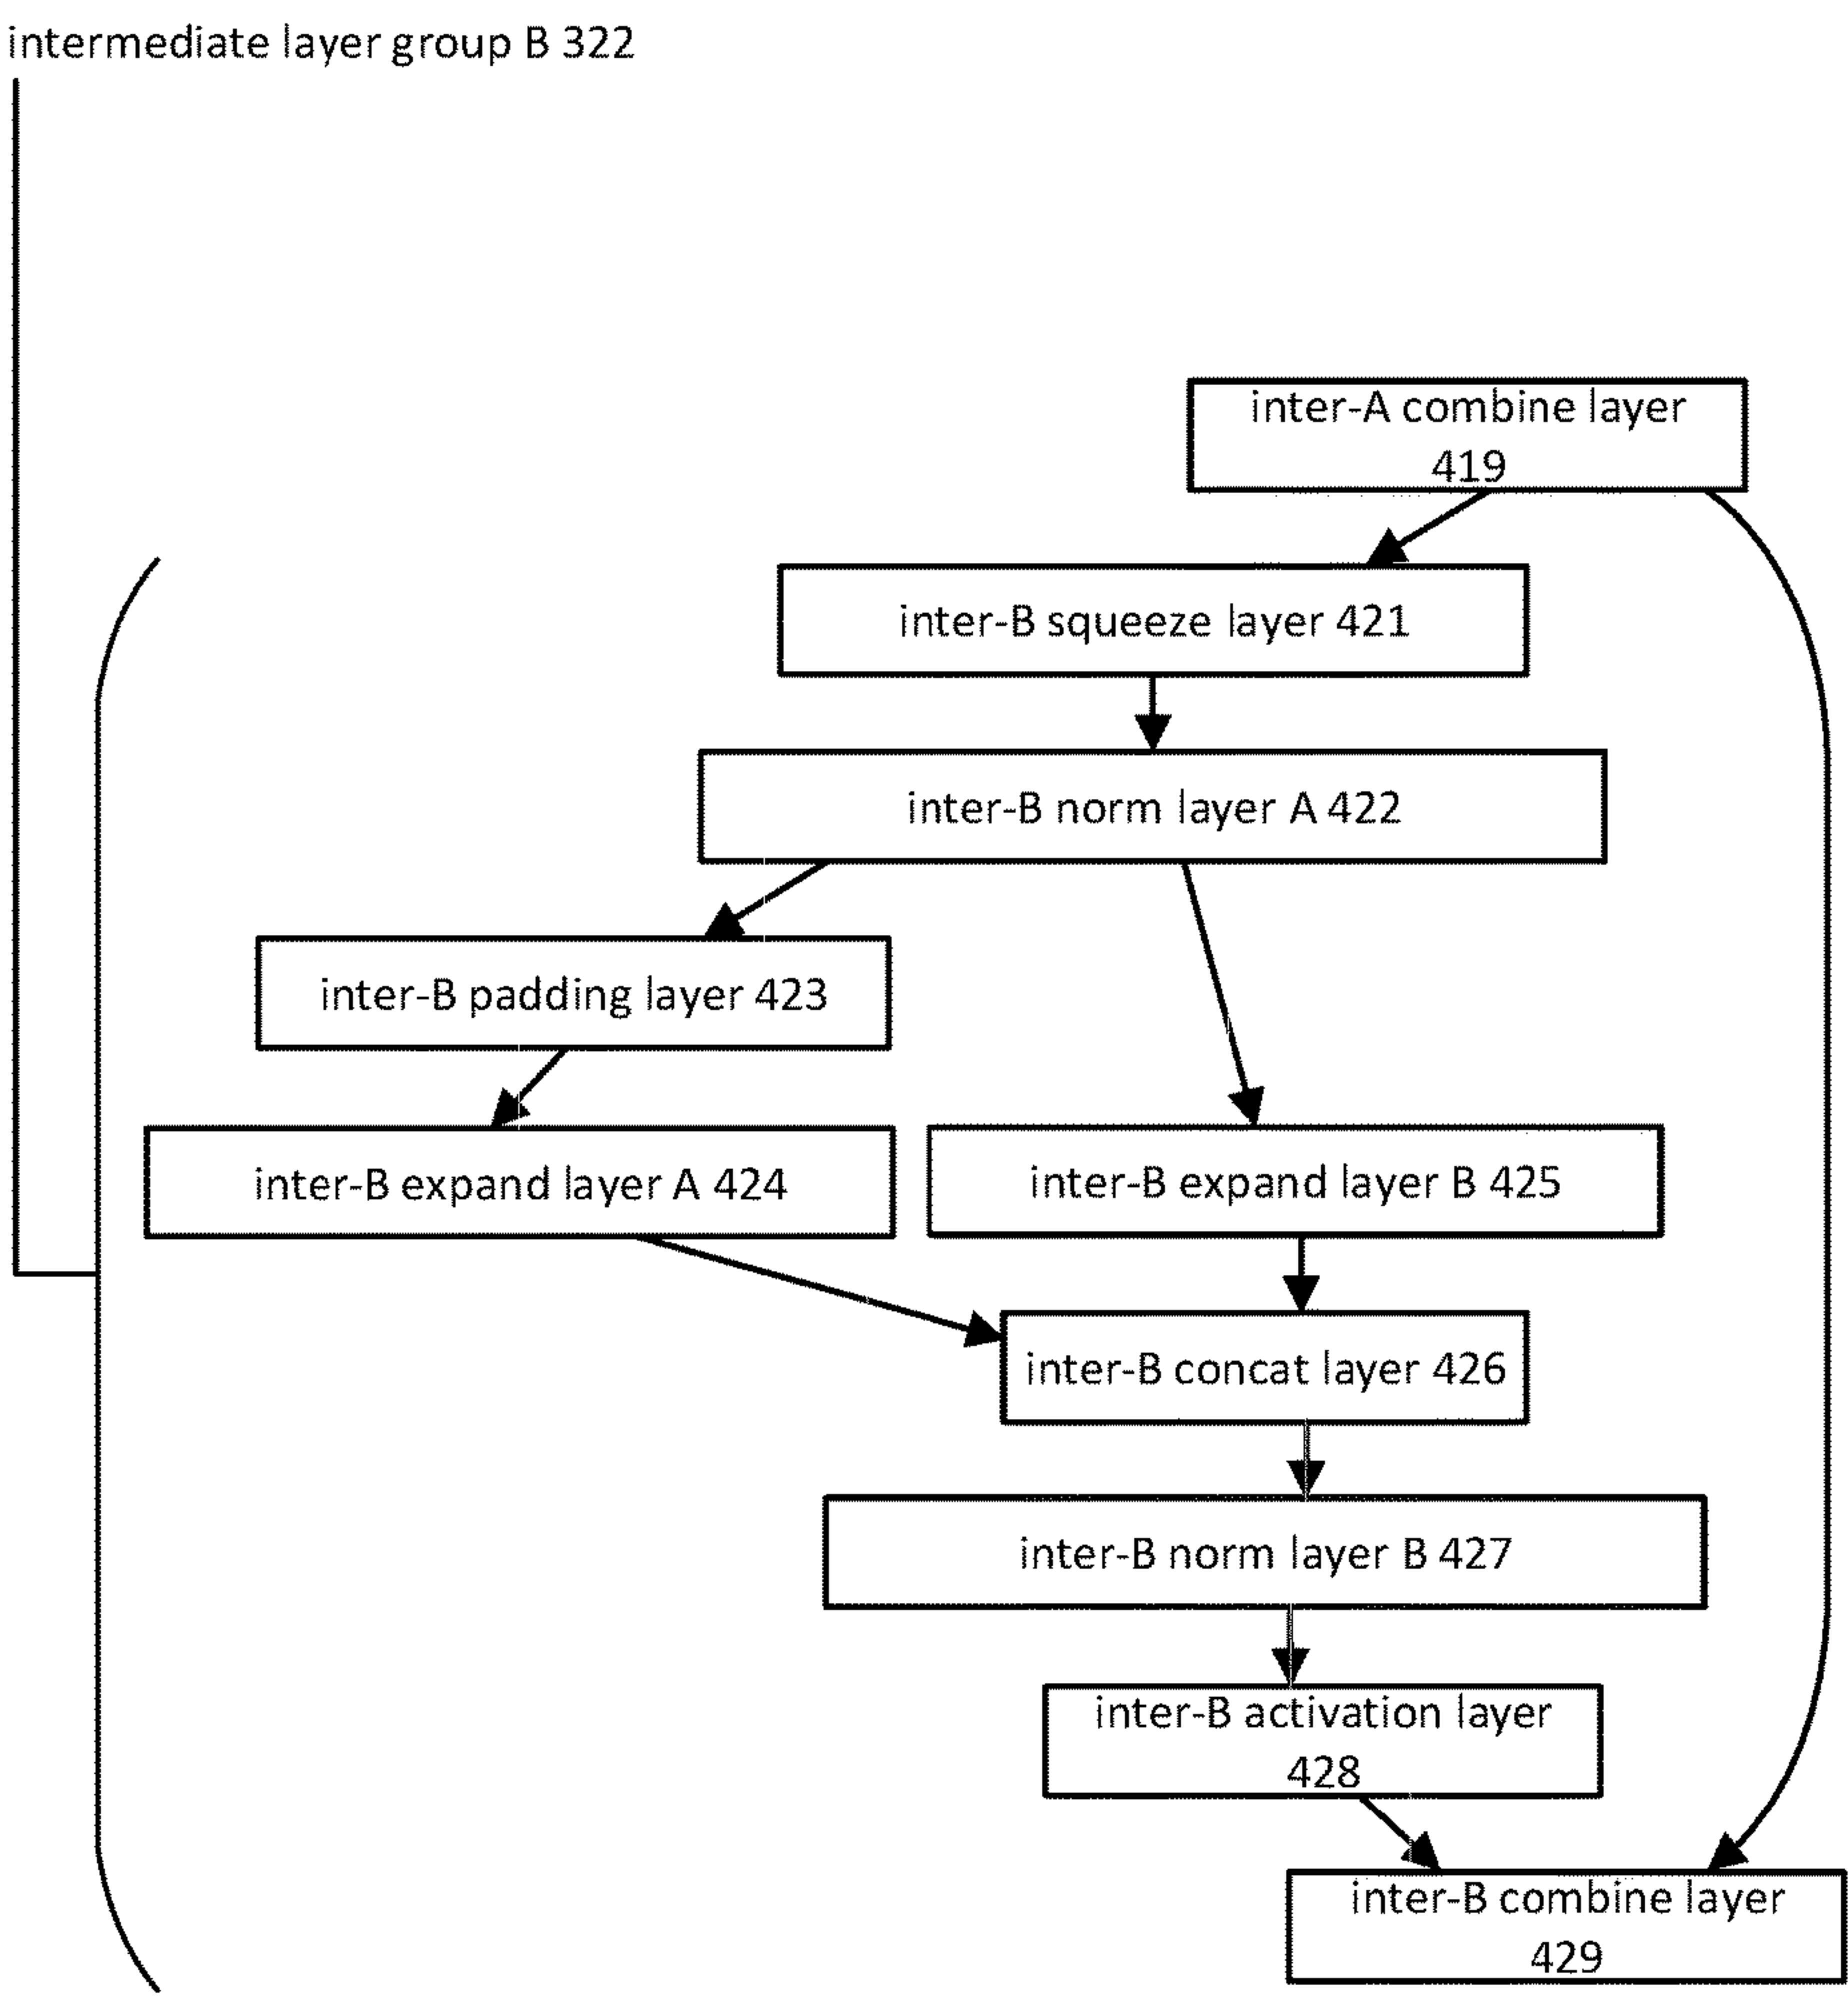 intermediate layer group B 322
inter-A combine layer
419
inter-B squeeze layer 421
inter-B norm layer A 422
inter-B padding layer 423
inter-B expand layer A 424
inter-B expand layer B 425
inter-B concat layer 426
inter-B norm layer B 427
inter-B activation layer
428
inter-B combine layer
429